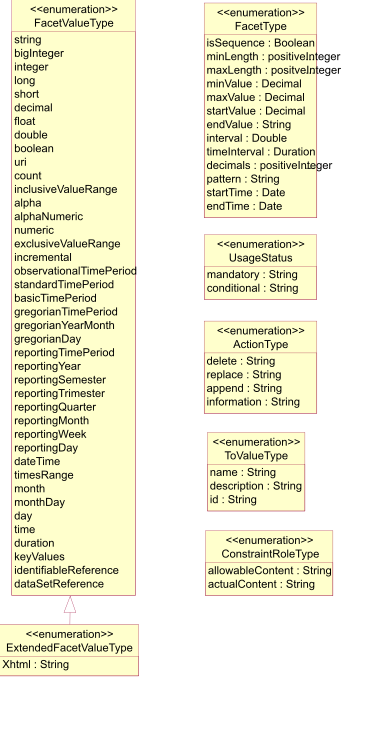 <<enumeration>>
FacetValueType
string
bigInteger
integer
long
short
decimal
float
double
boolean
uri
count
inclusiveValueRange
alpha
alphaNumeric
numeric
exclusiveValueRange
incremental
observationalTimePeriod
standardTimePeriod
basicTimePeriod
gregorianTimePeriod
gregorianYearMonth
gregorianDay
reportingTimePeriod
reportingYear
reportingSemester
reportingTrimester
reportingQuarter
reportingMonth
reportingWeek
reportingDay
dateTime
timesRange
month
monthDay
day
time
duration
keyValues
identifiableReference
dataSetReference
<<enumeration>>
ExtendedFacetValueType
Xhtml : String
<<enumeration>>
FacetType
isSequence : Boolean
minLength : positiveInteger
maxLength : positveInteger
minValue : Decimal
maxValue : Decimal
startValue : Decimal
endValue : String
interval : Double
timeInterval : Duration
decimals : positiveInteger
pattern : String
startTime : Date
endTime : Date
<<enumeration>>
UsageStatus
mandatory : String
conditional : String
<<enumeration>>
ActionType
delete : String
replace : String
append : String
information : String
<<enumeration>>
ToValueType
name : String
description : String
id : String
<<enumeration>>
ConstraintRoleType
allowableContent : String
actualContent : String